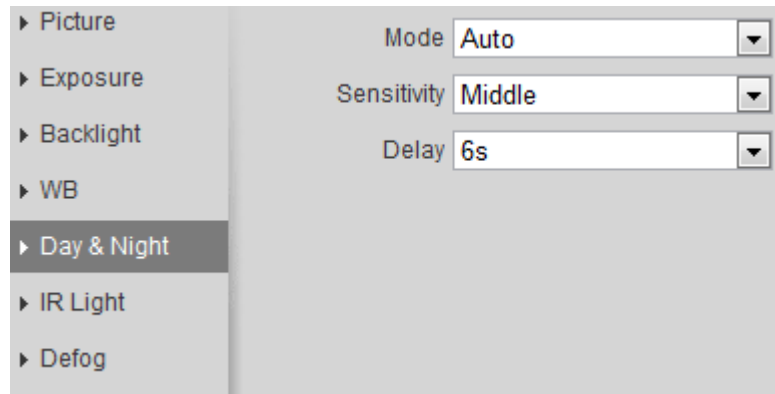 Picture
Exposure
Backlight
WB
Day & Night
IR Light
Defog
Mode Auto
Sensitivity Middle
Delay 6s